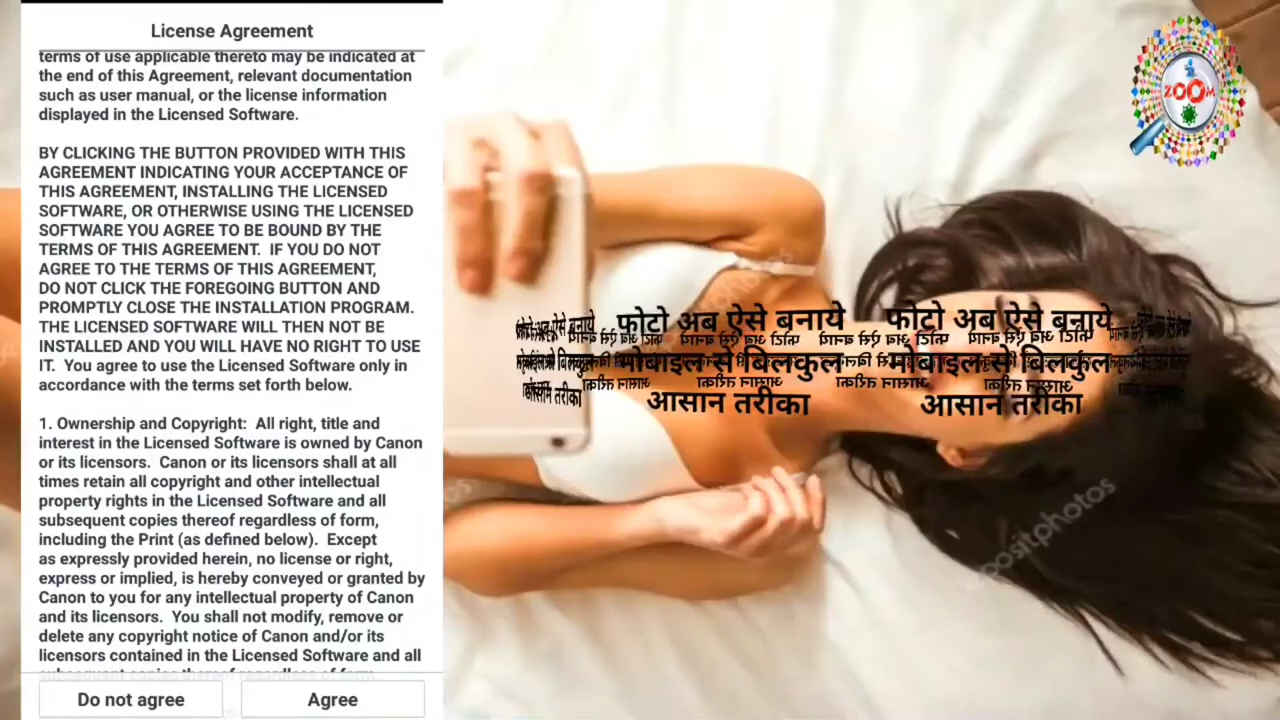 License Agreement
terms of use applicable thereto may be indicated at
the end of this Agreement, relevant documentation
such as user manual, or the license information
displayed in the Licensed Software.
BY CLICKING THE BUTTON PROVIDED WITH THIS
AGREEMENT INDICATING YOUR ACCEPTANCE OF
THIS AGREEMENT, INSTALLING THE LICENSED
SOFTWARE, OR OTHERWISE USING THE LICENSED
SOFTWARE YOU AGREE TO BE BOUND BY THE
TERMS OF THIS AGREEMENT.  IF YOU DO NOT
AGREE TO THE TERMS OF THIS AGREEMENT,
DO NOT CLICK THE FOREGOING BUTTON AND
PROMPTLY CLOSE THE INSTALLATION PROGRAM.
THE LICENSED SOFTWARE WILL THEN NOT BE
INSTALLED AND YOU WILL HAVE NO RIGHT TO USE
IT.  You agree to use the Licensed Software only in
accordance with the terms set forth below.
1. Ownership and Copyright:  All right, title and
interest in the Licensed Software is owned by Canon
or its licensors.  Canon or its licensors shall at all
times retain all copyright and other intellectual
property rights in the Licensed Software and all
subsequent copies thereof regardless of form,
including the Print (as defined below).  Except
as expressly provided herein, no license or right,
express or implied, is hereby conveyed or granted by
Canon to you for any intellectual property of Canon
and its licensors.  You shall not modify, remove or
delete any copyright notice of Canon and/or its
licensors contained in the Licensed Software and all
subsequent copies thereof regardless of form,
Do not agree
Agree
ZOOM
फोटो अब ऐसे बनाये
मोबाइल से बिलकुल
आसान तरीका
फोटो अब ऐसे बनाये
मोबाइल से बिलकुल
आसान तरीका
depositphotos